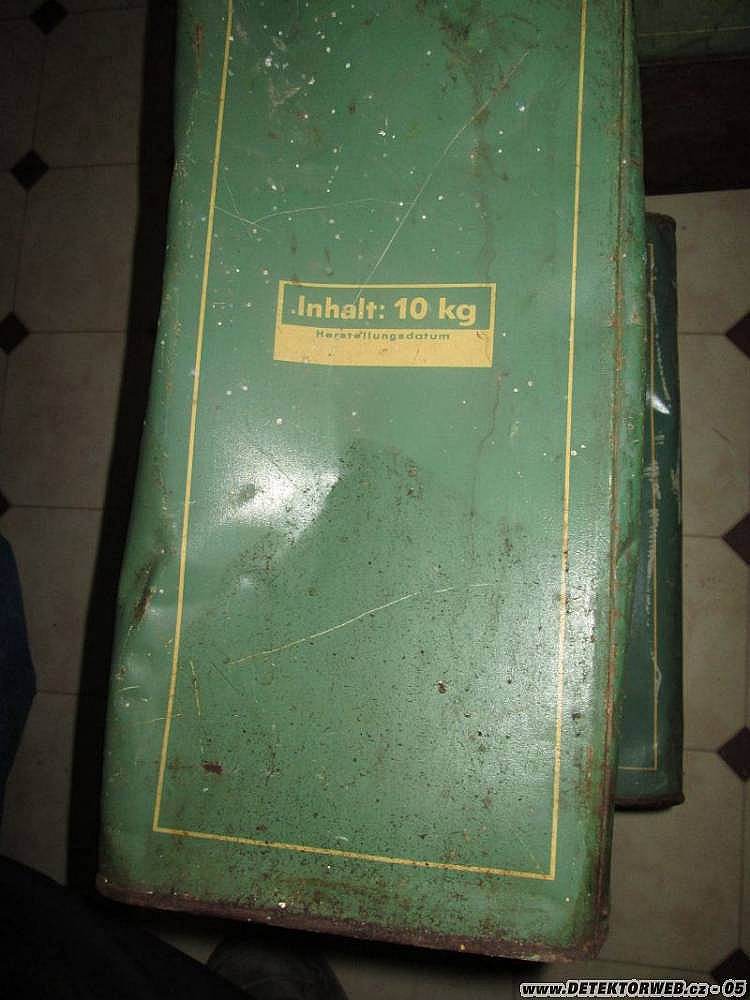 Inhalt: 10 kg
Herstellungsdatum
www.DETEKTORWEB.cz - 05